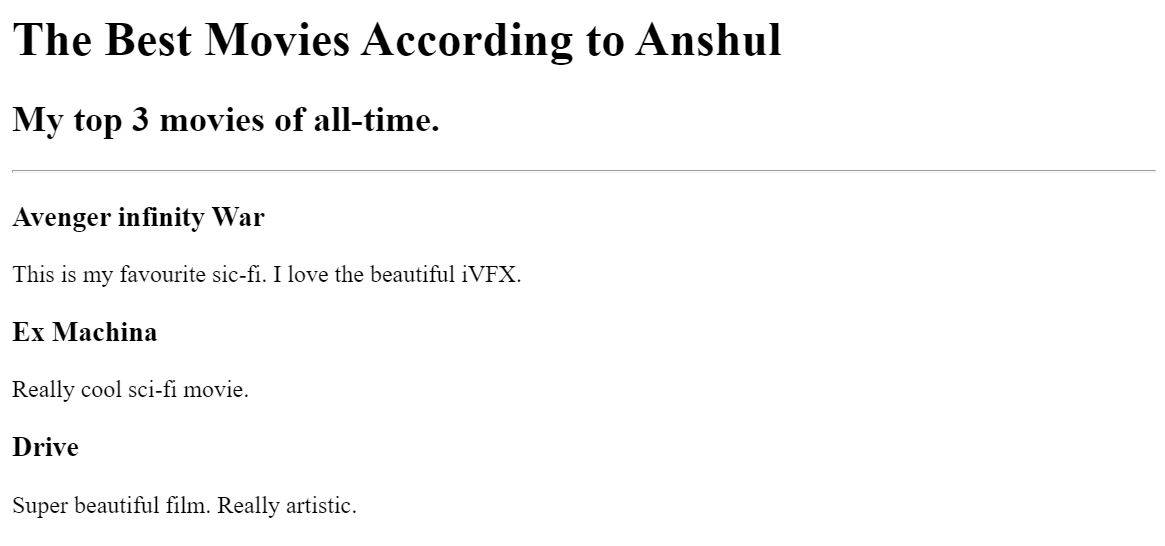 The Best Movies According to Anshul
My top 3 movies of all-time.
Avenger infinity War
This is my favourite sic-fi. I love the beautiful iVFX.
Ex Machina
Really cool sci-fi movie.
Drive
Super beautiful film. Really artistic.